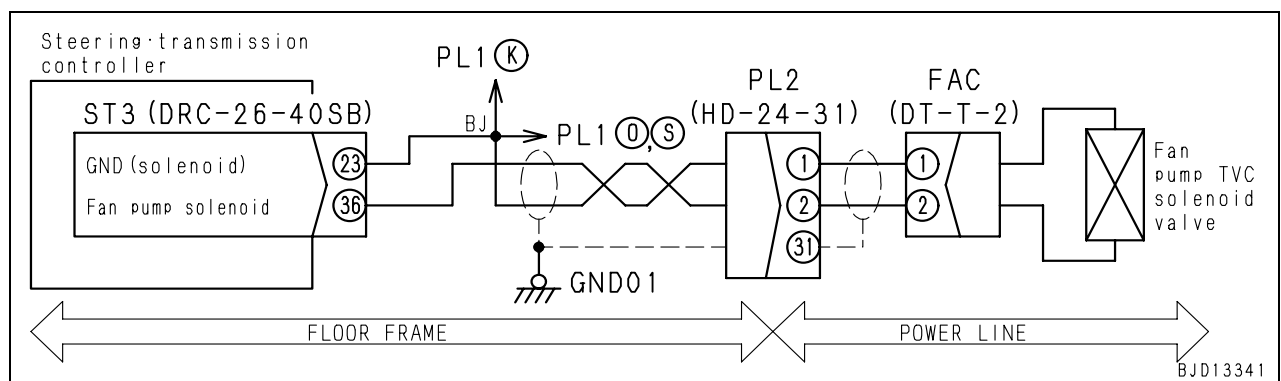 Steering·transmission
controller
PL1 K
ST3 (DRC-26-40SB)
BJ
PL1 O,S
PL2
(HD-24-31)
FAC
(DT-T-2)
GND (solenoid)
23
Fan pump solenoid
36
1
2
31
1
2
Fan
pump TVC
solenoid
valve
GND01
FLOOR FRAME
POWER LINE
BJD13341